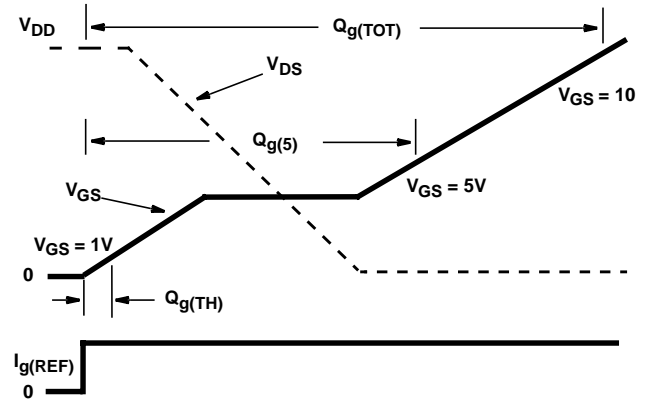 V_DD
Q_g(TOT)
V_DS
V_GS = 10
Q_g(5)
V_GS = 5V
V_GS
V_GS = 1V
0
Q_g(TH)
I_g(REF)
0